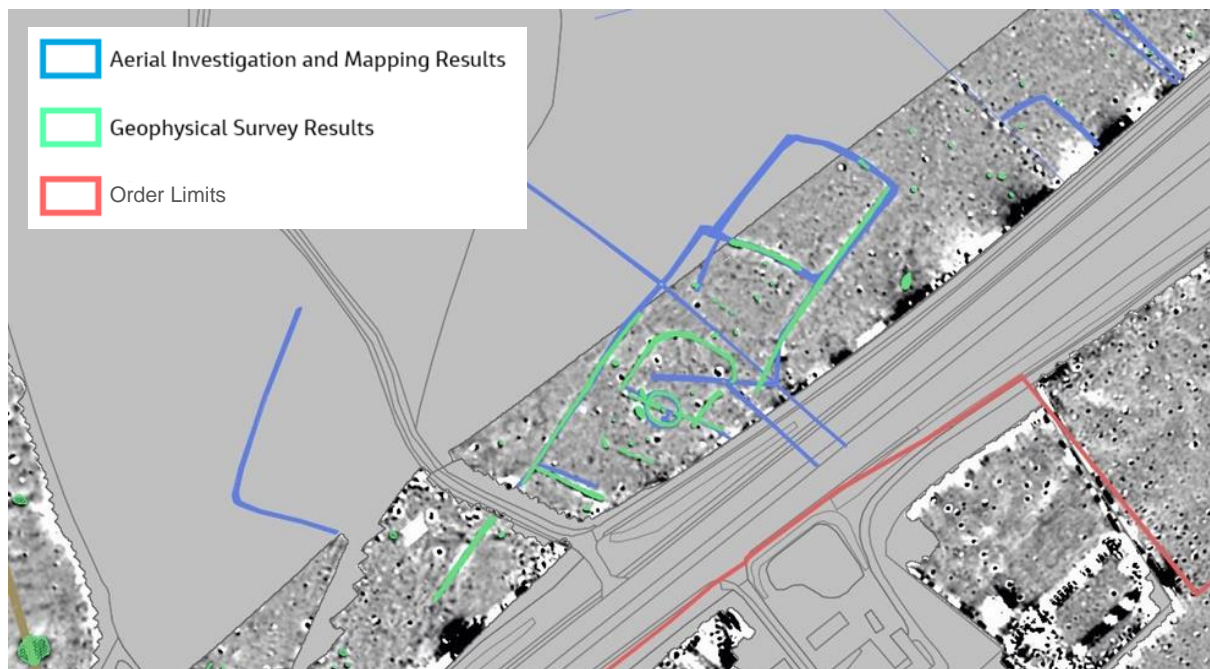 Aerial Investigation and Mapping Results
Geophysical Survey Results
Order Limits